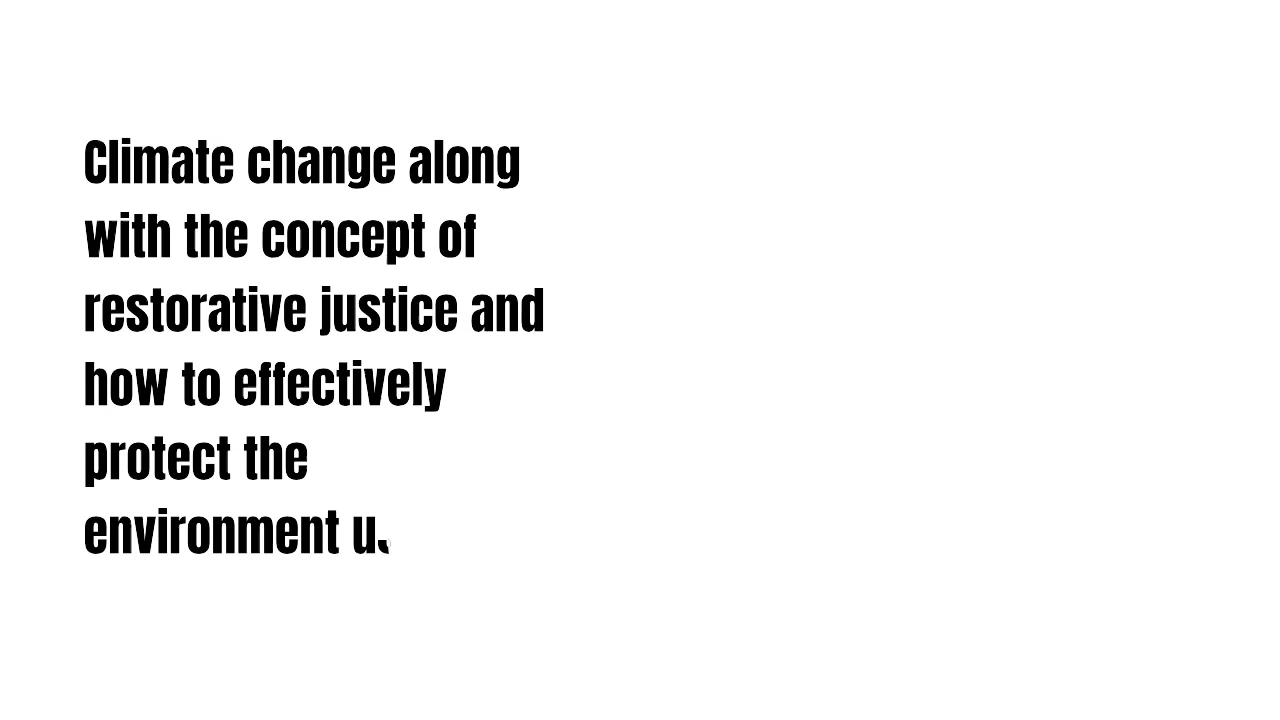 Climate change along
with the concept of
restorative justice and
how to effectively
protect the
environment